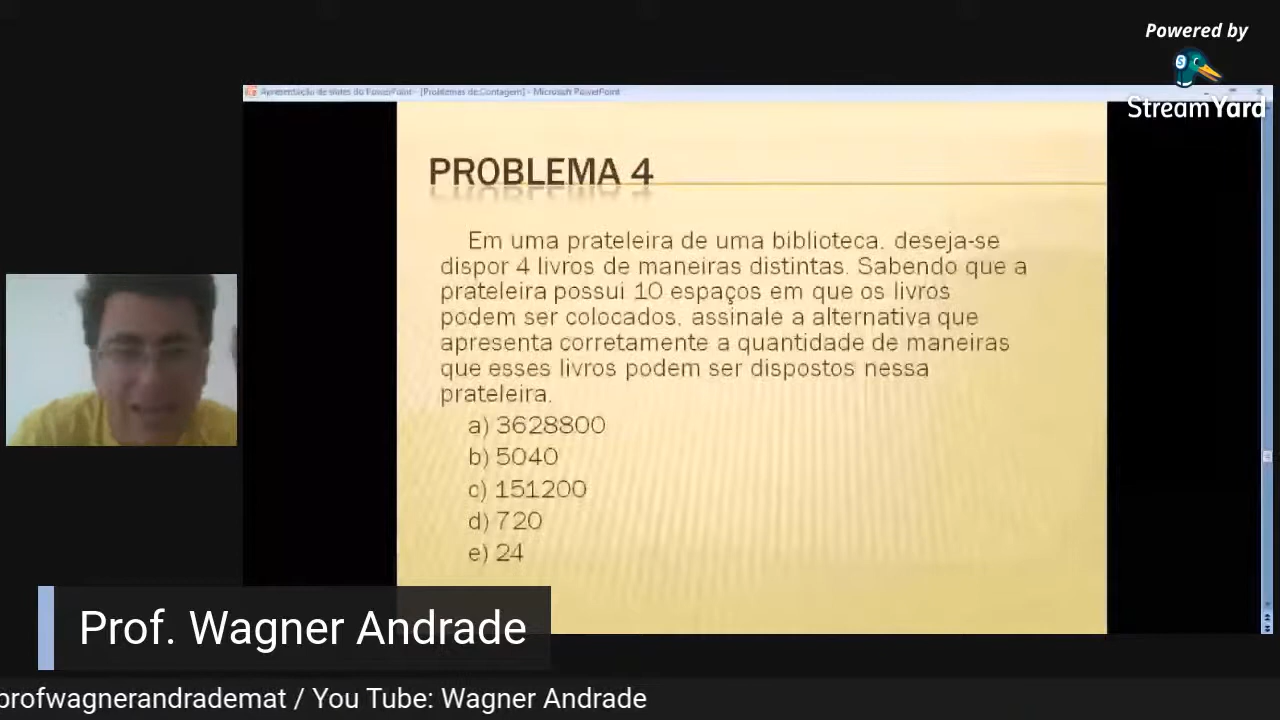 Powered by
StreamYard
Apresentação de slides do PowerPoint - [Problemas de Contagem] - Microsoft PowerPoint
PROBLEMA 4
Em uma prateleira de uma biblioteca, deseja-se
dispor 4 livros de maneiras distintas. Sabendo que a
prateleira possui 10 espaços em que os livros
podem ser colocados, assinale a alternativa que
apresenta corretamente a quantidade de maneiras
que esses livros podem ser dispostos nessa
prateleira.
a) 3628800
b) 5040
c) 151200
d) 720
e) 24
Prof. Wagner Andrade
profwagnerandrademat / You Tube: Wagner Andrade